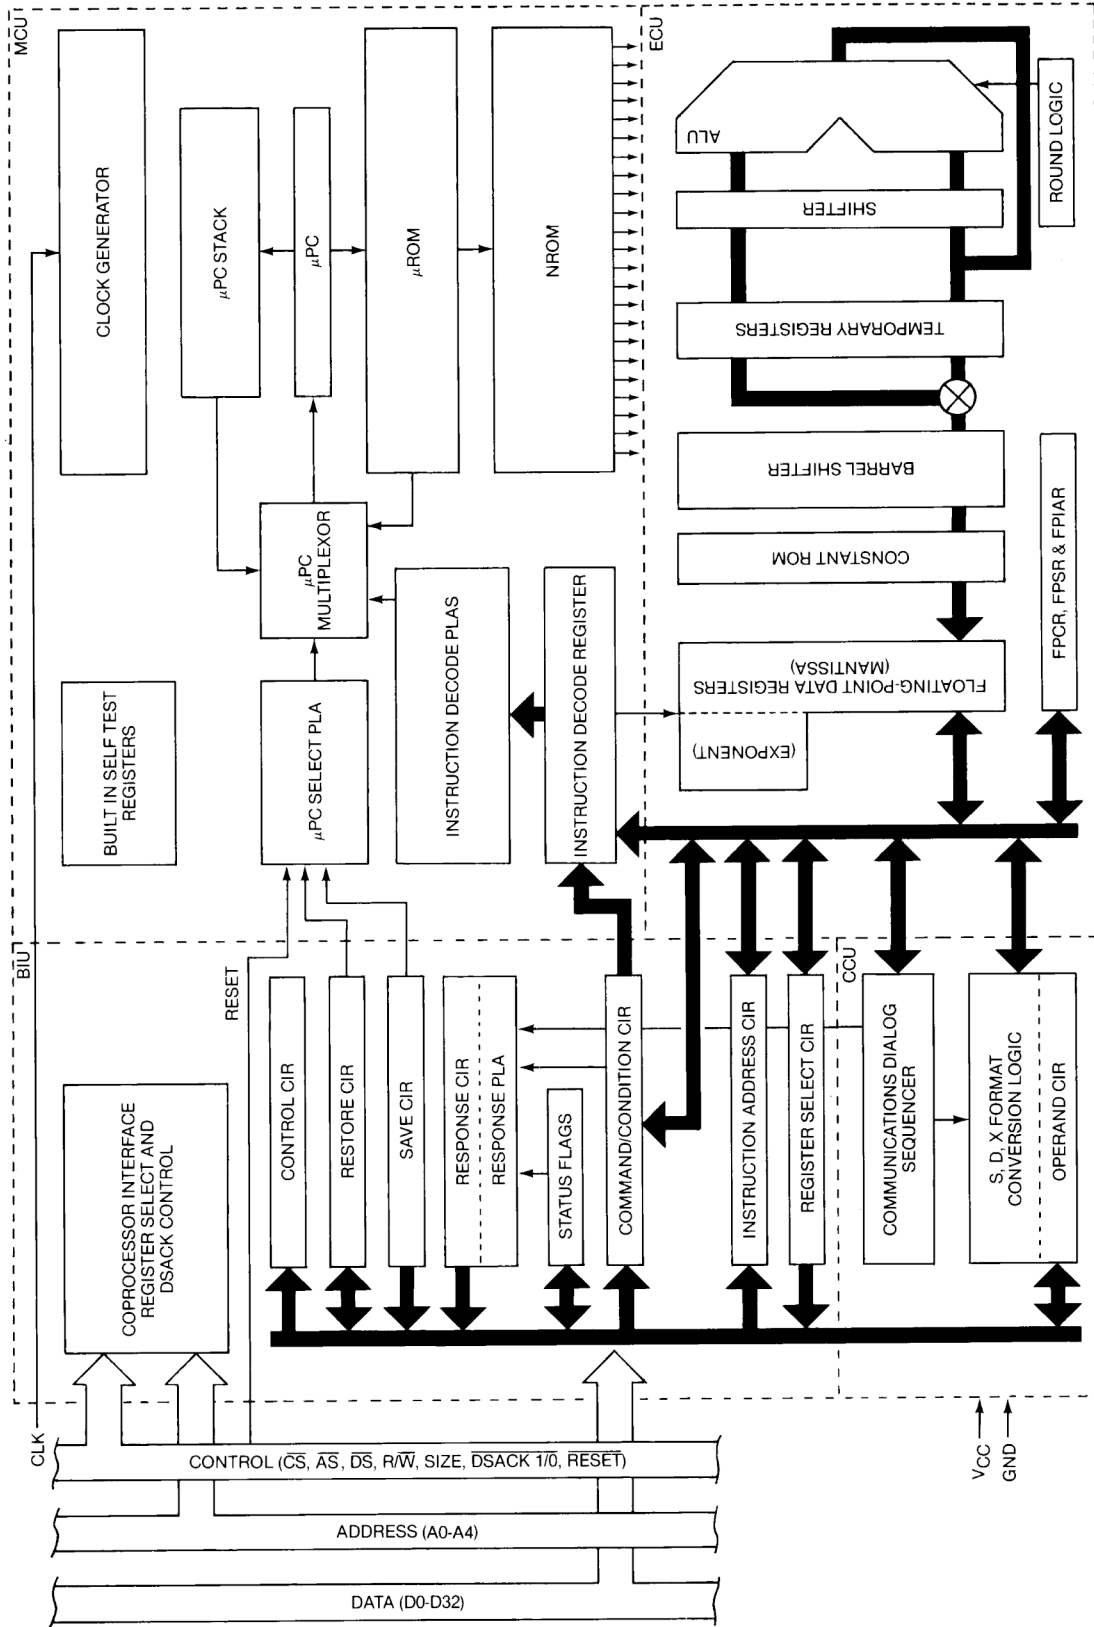 MCU
CLOCK GENERATOR
μPC STACK
μPC
μROM
NROM
BUILT IN SELF TEST
REGISTERS
μPC SELECT PLA
μPC
MULTIPLEXOR
INSTRUCTION DECODE PLAS
INSTRUCTION DECODE REGISTER
ECU
ALU
ROUND LOGIC
SHIFTER
TEMPORARY REGISTERS
BARREL SHIFTER
CONSTANT ROM
FLOATING-POINT DATA REGISTERS
(MANTISSA)
(EXPONENT)
FPCR, FPSR & FPIAR
BIU
COPROCESSOR INTERFACE
REGISTER SELECT AND
DSACK CONTROL
RESET
CONTROL CIR
RESTORE CIR
SAVE CIR
RESPONSE CIR
RESPONSE PLA
STATUS FLAGS
COMMAND/CONDITION CIR
INSTRUCTION ADDRESS CIR
REGISTER SELECT CIR
CCU
COMMUNICATIONS DIALOG
SEQUENCER
S, D, X FORMAT
CONVERSION LOGIC
OPERAND CIR
CLK
CONTROL (C̅S̅, A̅S̅, D̅S̅, R/W̅, SIZE, D̅S̅A̅C̅K̅ ̅1̅/̅0̅, R̅E̅S̅E̅T̅)
ADDRESS (A0-A4)
DATA (D0-D32)
VCC
GND